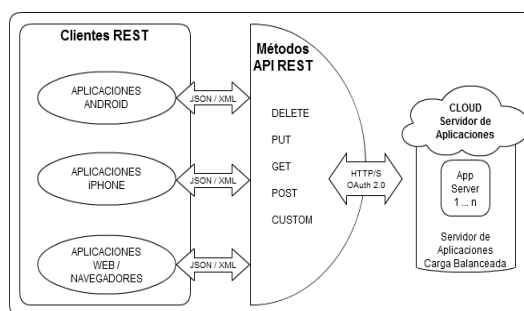 Clientes REST
APLICACIONES
ANDROID
APLICACIONES
iPHONE
APLICACIONES
WEB /
NAVEGADORES
JSON / XML
JSON / XML
JSON / XML
Métodos
API REST
DELETE
PUT
GET
POST
CUSTOM
HTTP/S
OAuth 2.0
CLOUD
Servidor de
Aplicaciones
App
Server
1 ... n
Servidor de
Aplicaciones
Carga Balanceada